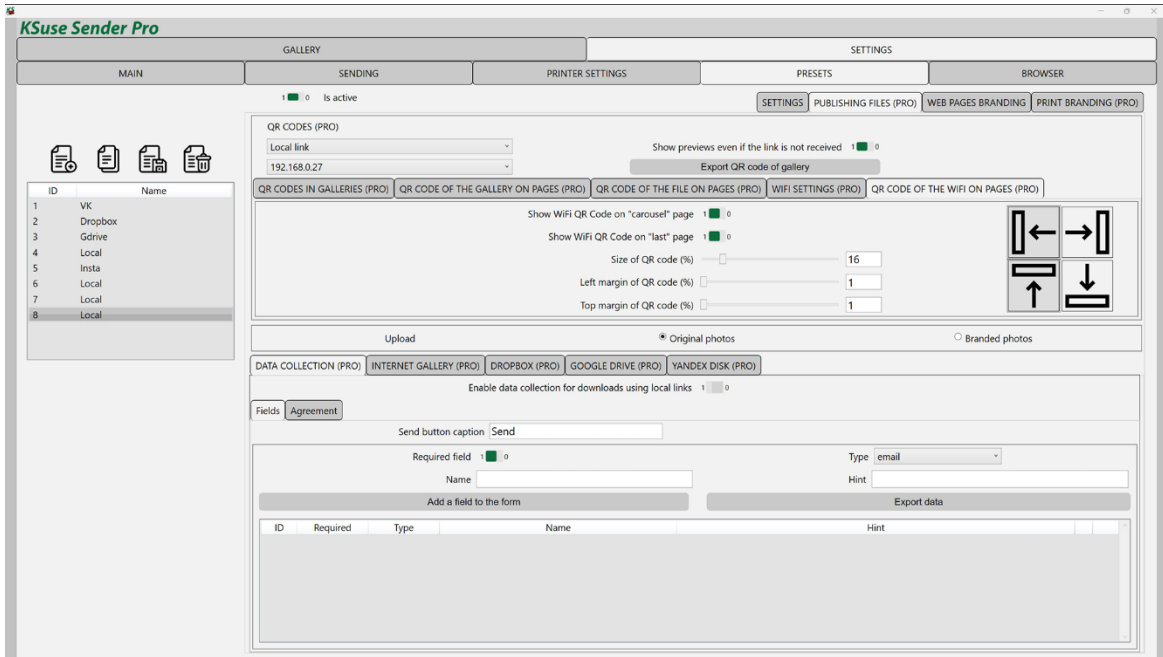 KSuse Sender Pro
GALLERY SETTINGS
MAIN SENDING PRINTER SETTINGS PRESETS BROWSER
1 0 Is active
SETTINGS PUBLISHING FILES (PRO) WEB PAGES BRANDING PRINT BRANDING (PRO)
QR CODES (PRO)
Local link Show previews even if the link is not received 1 0
192.168.0.27 Export QR code of gallery
QR CODES IN GALLERIES (PRO) QR CODE OF THE GALLERY ON PAGES (PRO) QR CODE OF THE FILE ON PAGES (PRO) WIFI SETTINGS (PRO) QR CODE OF THE WIFI ON PAGES (PRO)
Show WiFi QR Code on "carousel" page 1 0
Show WiFi QR Code on "last" page 1 0
Size of QR code (%) 16
Left margin of QR code (%) 1
Top margin of QR code (%) 1
ID Name
1 VK
2 Dropbox
3 Gdrive
4 Local
5 Insta
6 Local
7 Local
8 Local
Upload Original photos Branded photos
DATA COLLECTION (PRO) INTERNET GALLERY (PRO) DROPBOX (PRO) GOOGLE DRIVE (PRO) YANDEX DISK (PRO)
Enable data collection for downloads using local links 1 0
Fields Agreement
Send button caption Send
Required field 1 0 Type email
Name Hint
Add a field to the form Export data
ID Required Type Name Hint